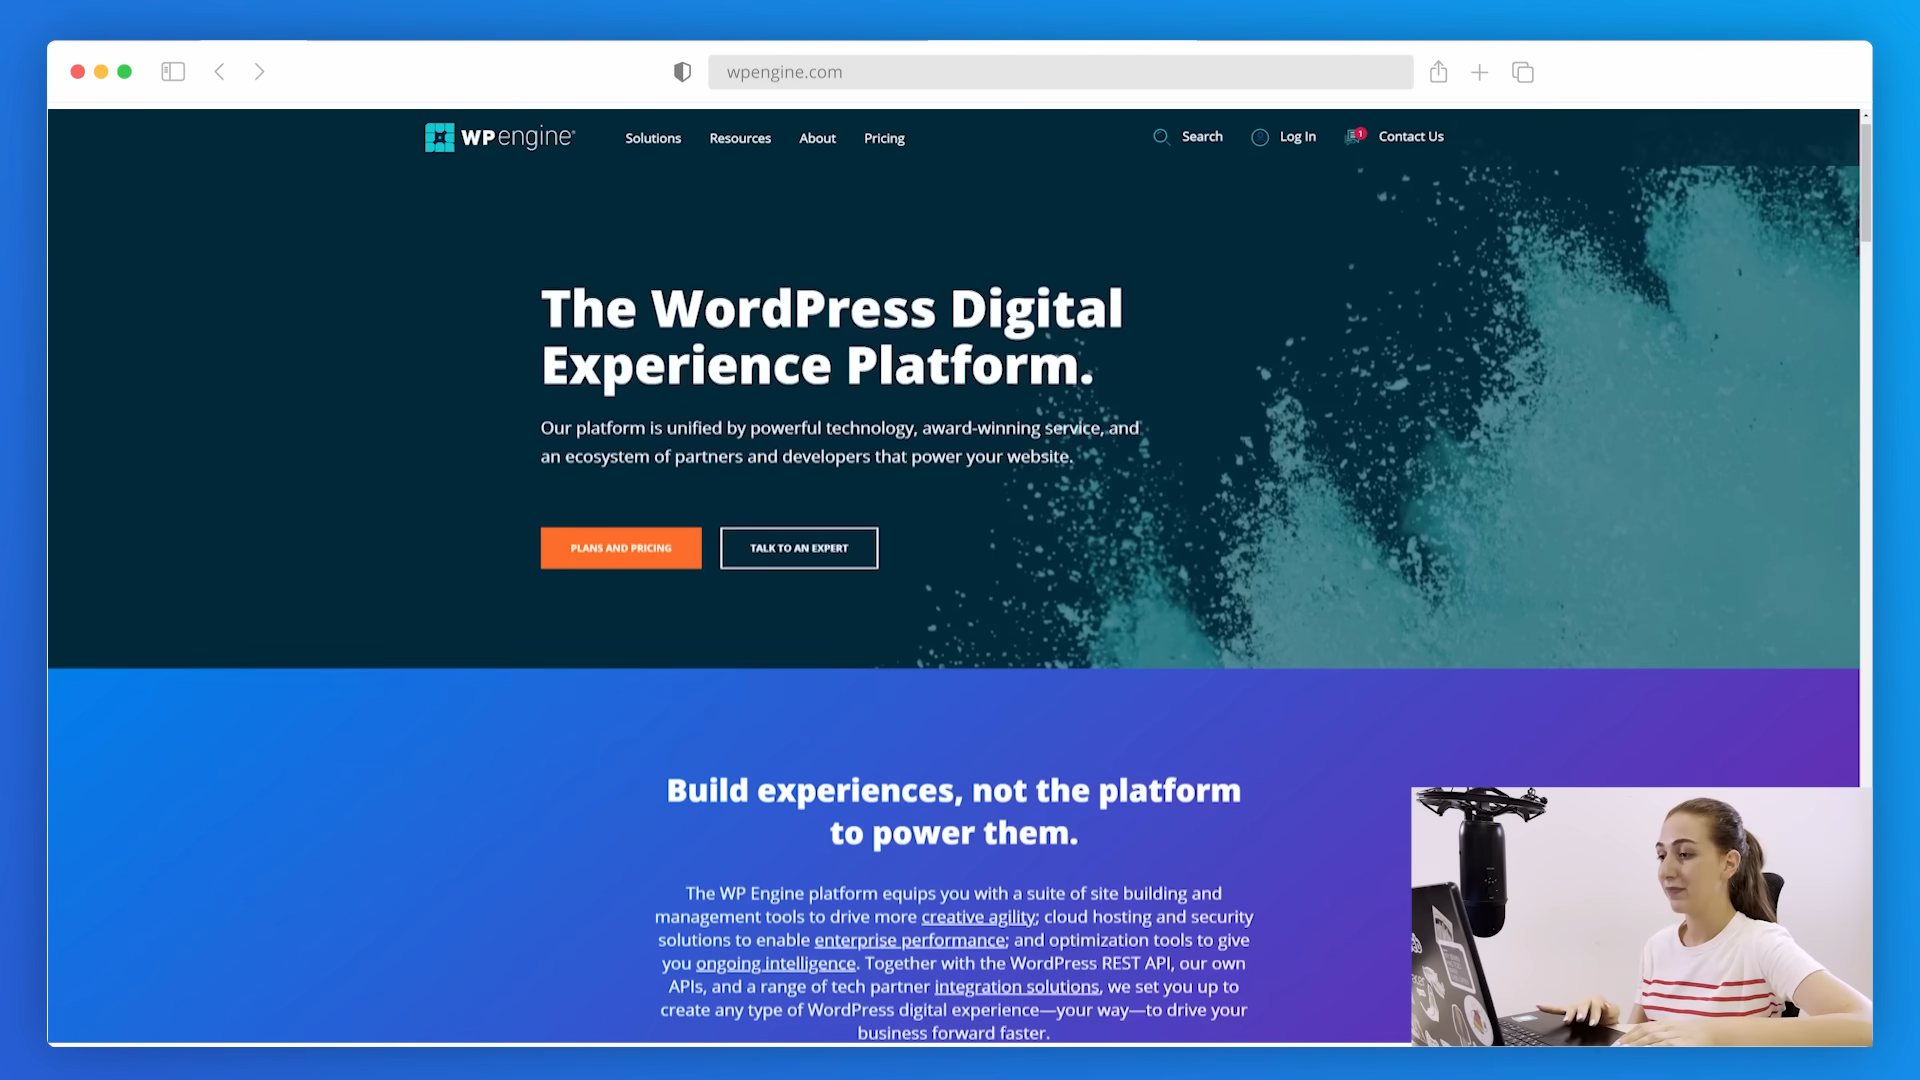 wpengine.com
WP engine
Solutions Resources About Pricing
Search Log In 1 Contact Us
The WordPress Digital
Experience Platform.
Our platform is unified by powerful technology, award-winning service, and
an ecosystem of partners and developers that power your website.
PLANS AND PRICING TALK TO AN EXPERT
Build experiences, not the platform
to power them.
The WP Engine platform equips you with a suite of site building and
management tools to drive more creative agility; cloud hosting and security
solutions to enable enterprise performance; and optimization tools to give
you ongoing intelligence. Together with the WordPress REST API, our own
APIs, and a range of tech partner integration solutions, we set you up to
create any type of WordPress digital experience—your way—to drive your
business forward faster.